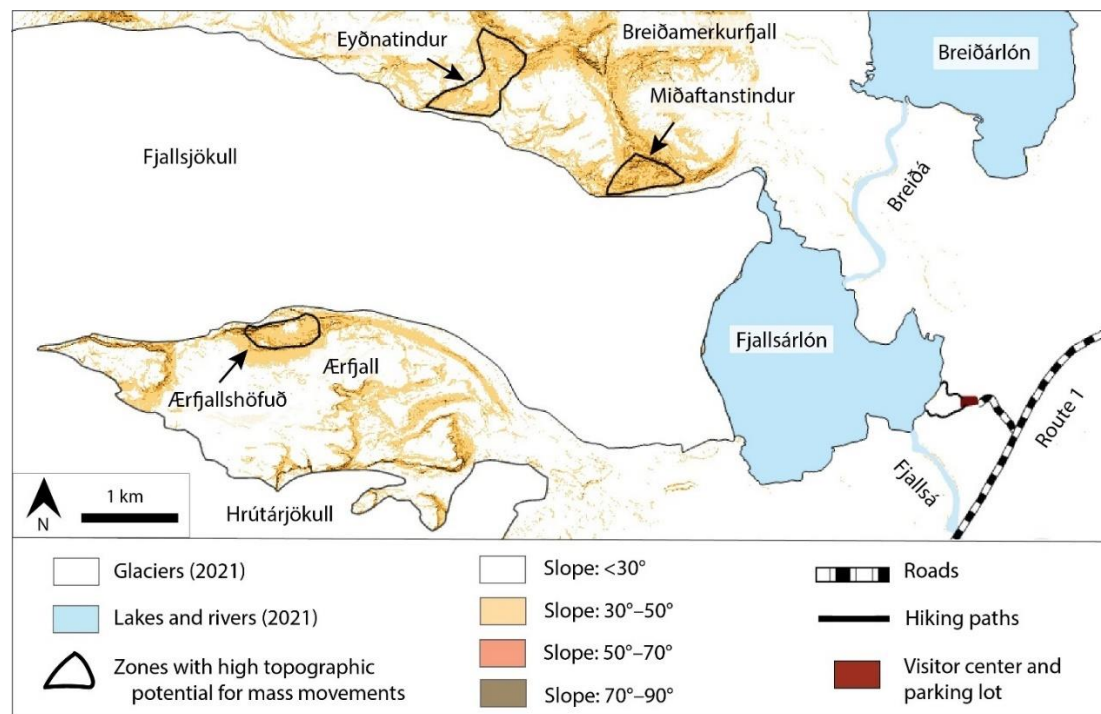 Eyðnatindur
Breiðamerkurfjall
Breiðárlón
Miðaftanstindur
Fjallsjökull
Breiðá
Fjallsárlón
Ærfjall
Ærfjallshöfuð
Route 1
Fjallsá
1 km
N
Hrútárjökull
Glaciers (2021)
Lakes and rivers (2021)
Zones with high topographic
potential for mass movements
Slope: <30°
Slope: 30°–50°
Slope: 50°–70°
Slope: 70°–90°
Roads
Hiking paths
Visitor center and
parking lot